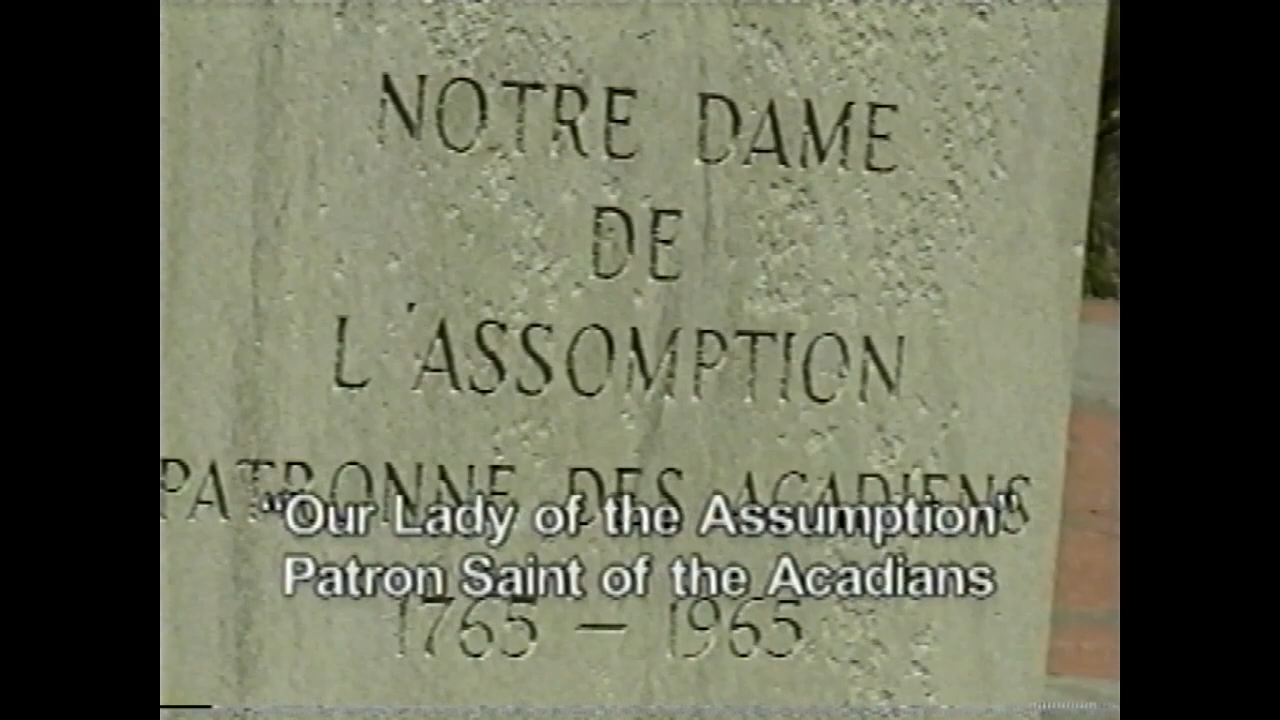 NOTRE DAME
DE
L'ASSOMPTION
PATRONNE DES ACADIENS
"Our Lady of the Assumption"
Patron Saint of the Acadians
1765 — 1965